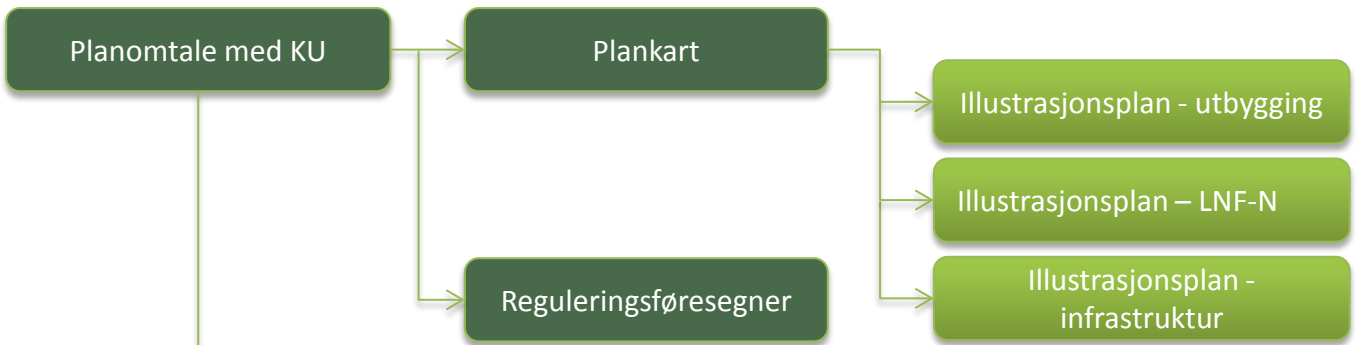 Planomtale med KU
Plankart
Illustrasjonsplan - utbygging
Illustrasjonsplan – LNF-N
Reguleringsføresegner
Illustrasjonsplan -
infrastruktur